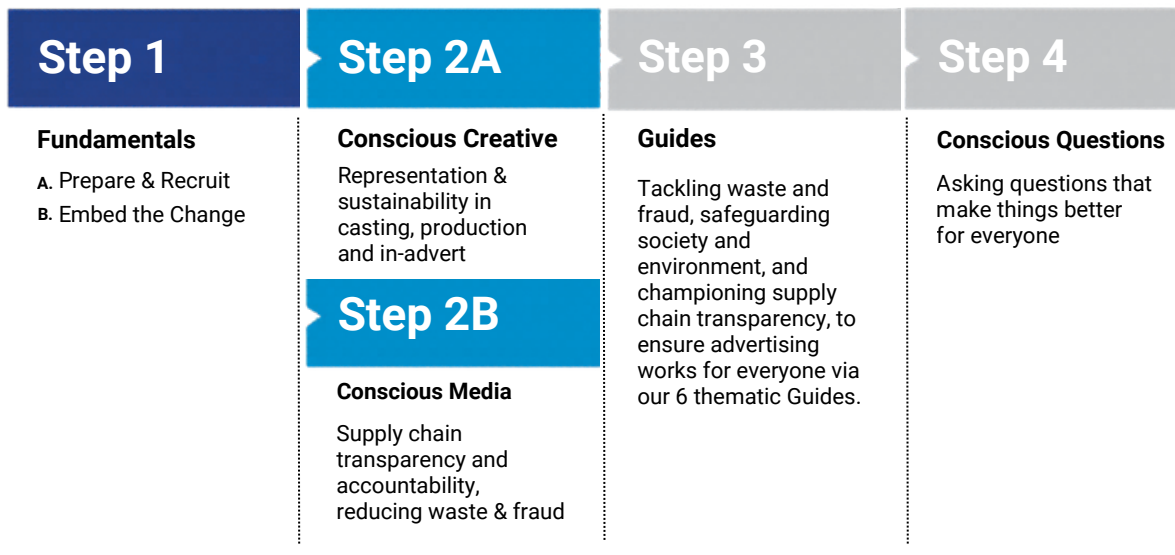 Step 1
Fundamentals
A. Prepare & Recruit
B. Embed the Change
Step 2A
Conscious Creative
Representation &
sustainability in
casting, production
and in-advert
Step 2B
Conscious Media
Supply chain
transparency and
accountability,
reducing waste & fraud
Step 3
Guides
Tackling waste and
fraud, safeguarding
society and
environment, and
championing supply
chain transparency, to
ensure advertising
works for everyone via
our 6 thematic Guides.
Step 4
Conscious Questions
Asking questions that
make things better
for everyone